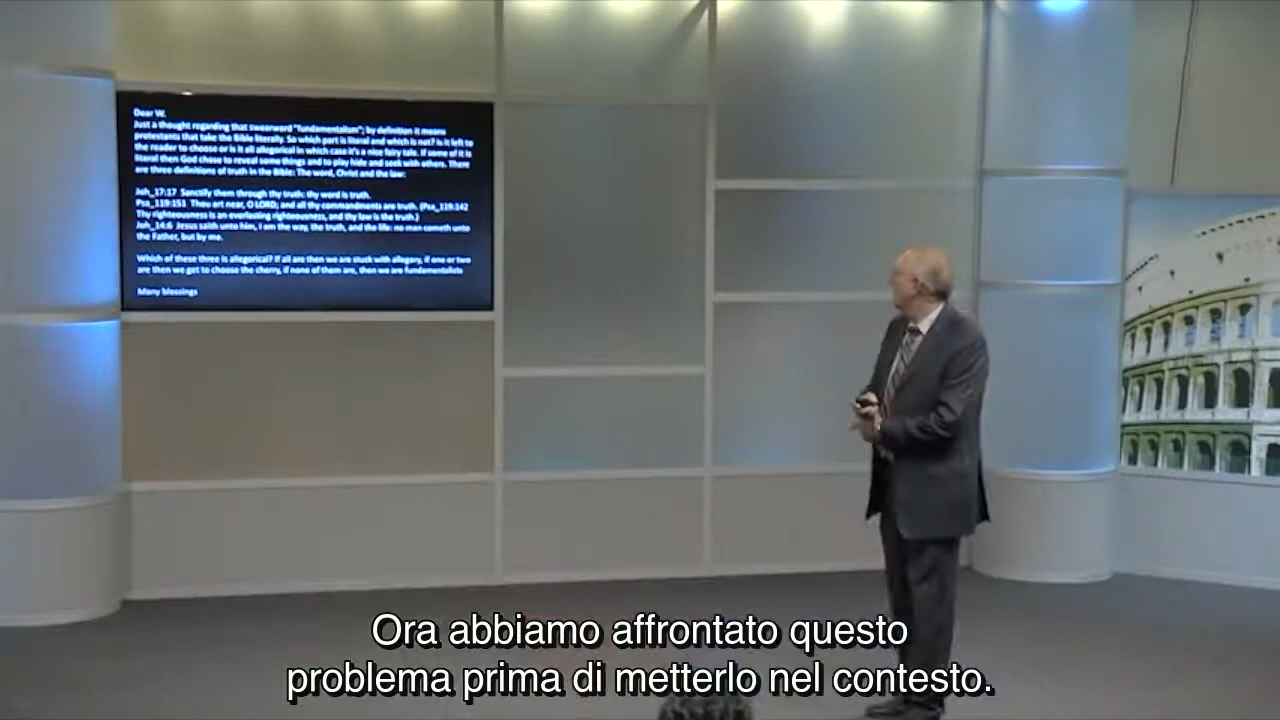 Dear W.
Just a thought regarding that swearword "fundamentalism"; by definition it means
protestants that take the Bible literally. So which part is literal and which is not? Is it left to
the reader to choose or is it all allegorical in which case it's a nice fairy tale. If some of it is
literal then God chose to reveal some things and to play hide and seek with others. There
are three definitions of truth in the Bible: The word, Christ and the law:
Joh_17:17 Sanctify them through thy truth: thy word is truth.
Psa_119:151 Thou art near, O LORD; and all thy commandments are truth. (Psa_119:142
Thy righteousness is an everlasting righteousness, and thy law is the truth.)
Joh_14:6 Jesus saith unto him, I am the way, the truth, and the life: no man cometh unto
the Father, but by me.
Which of these three is allegorical? If all are then we are stuck with allegary, if one or two
are then we get to choose the cherry, if none of them are, then we are fundamentalists
Many blessings
Ora abbiamo affrontato questo
problema prima di metterlo nel contesto.